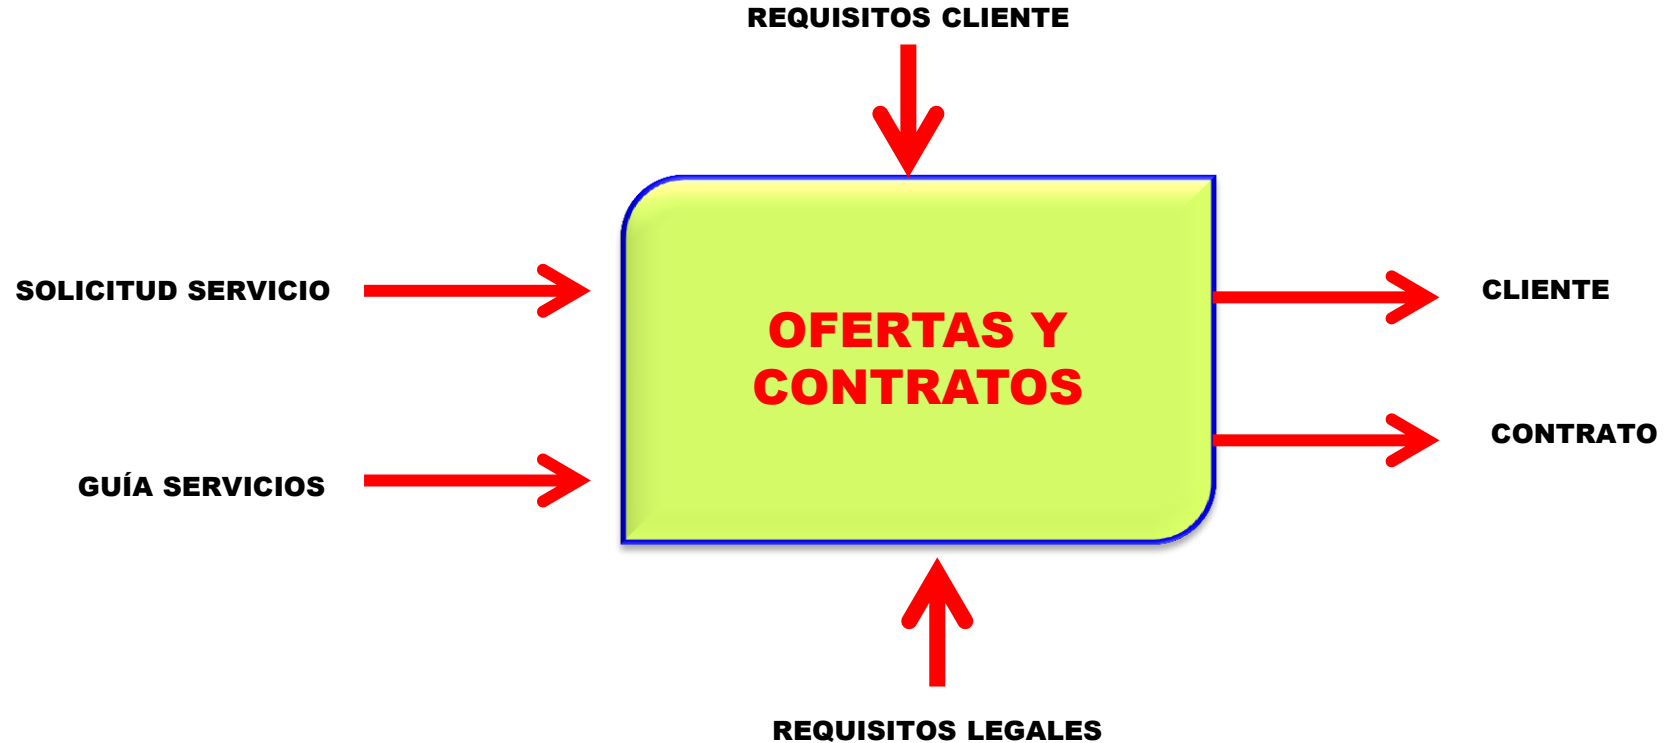 REQUISITOS CLIENTE
SOLICITUD SERVICIO
CLIENTE
OFERTAS Y
CONTRATOS
CONTRATO
GUÍA SERVICIOS
REQUISITOS LEGALES